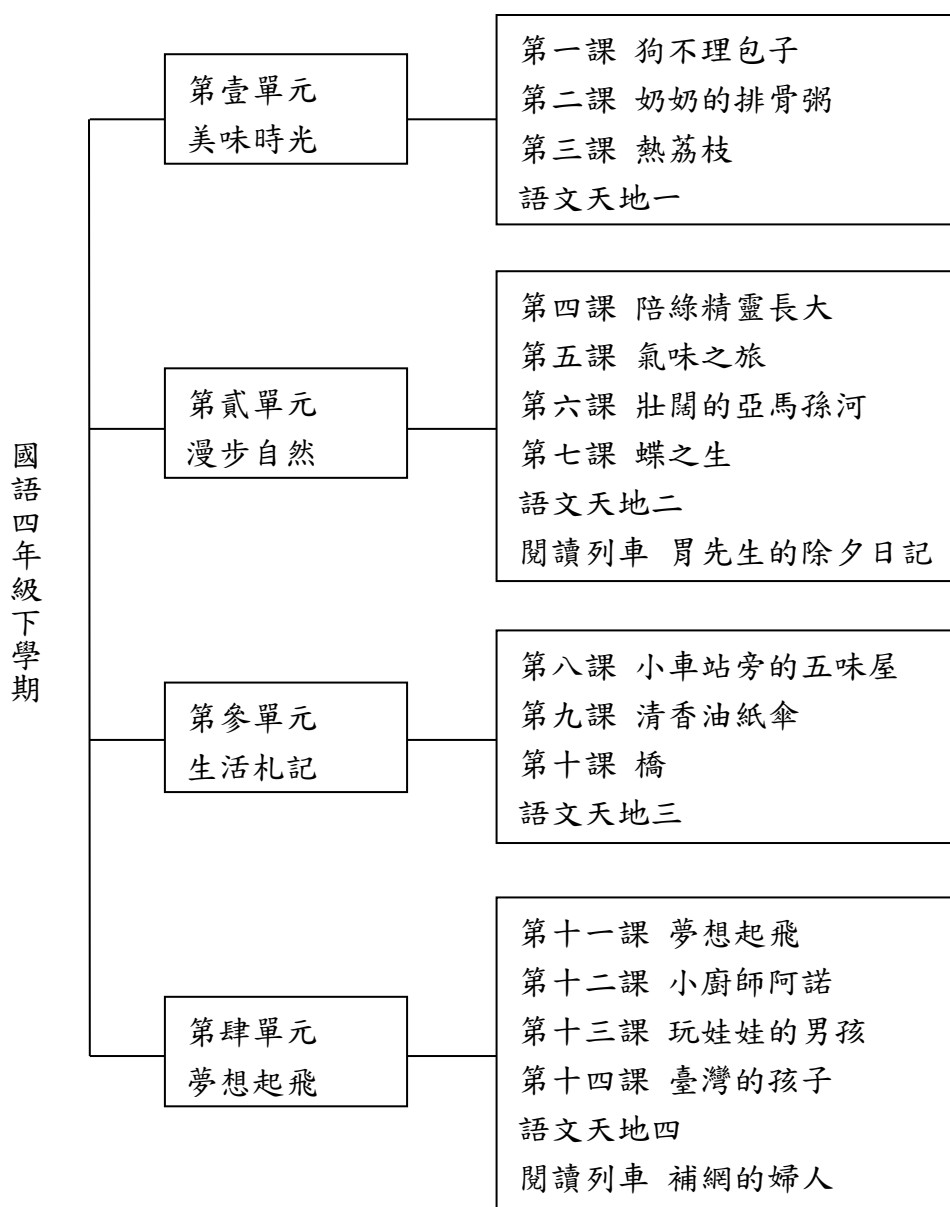 國語四年級下學期
第壹單元
美味時光
第一課 狗不理包子
第二課 奶奶的排骨粥
第三課 熱荔枝
語文天地一
第貳單元
漫步自然
第四課 陪綠精靈長大
第五課 氣味之旅
第六課 壯闊的亞馬孫河
第七課 蝶之生
語文天地二
閱讀列車 胃先生的除夕日記
第參單元
生活札記
第八課 小車站旁的五味屋
第九課 清香油紙傘
第十課 橋
語文天地三
第肆單元
夢想起飛
第十一課 夢想起飛
第十二課 小廚師阿諾
第十三課 玩娃娃的男孩
第十四課 臺灣的孩子
語文天地四
閱讀列車 補網的婦人